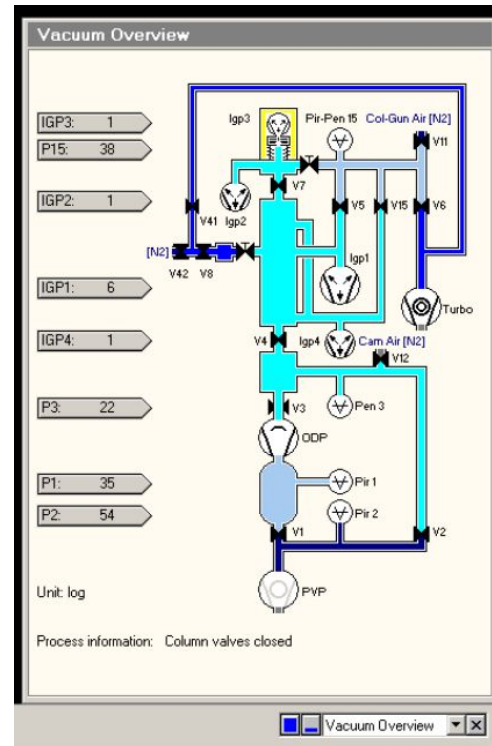 Vacuum Overview
IGP3: 1
P15: 38
IGP2: 1
IGP1: 6
IGP4: 1
P3: 22
P1: 35
P2: 54
Igp3
Pir-Pen 15
Col-Gun Air [N2]
V11
V7
V41
Igp2
V5
V15
V6
[N2]
V42
V8
Igp1
Turbo
V4
Igp4
Cam Air [N2]
V12
V3
Pen 3
ODP
Pir 1
Pir 2
V1
V2
PVP
Unit: log
Process information: Column valves closed
Vacuum Overview